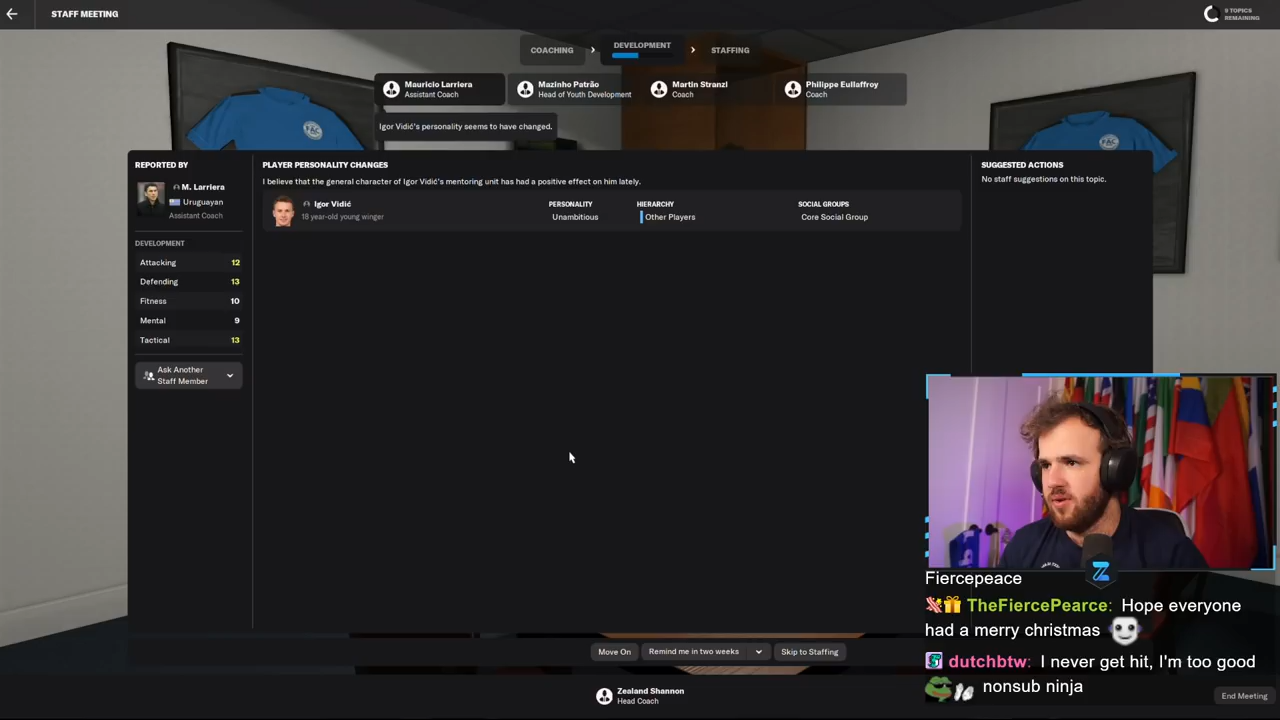 STAFF MEETING
9 TOPICS
REMAINING
COACHING
DEVELOPMENT
STAFFING
Mauricio Larriera
Assistant Coach
Mazinho Patrão
Head of Youth Development
Martin Stranzl
Coach
Philippe Eullaffroy
Coach
Igor Vidić's personality seems to have changed.
REPORTED BY
M. Larriera
Uruguayan
Assistant Coach
DEVELOPMENT
Attacking 12
Defending 13
Fitness 10
Mental 9
Tactical 13
Ask Another
Staff Member
PLAYER PERSONALITY CHANGES
I believe that the general character of Igor Vidić's mentoring unit has had a positive effect on him lately.
Igor Vidić
18 year-old young winger
PERSONALITY
Unambitious
HIERARCHY
Other Players
SOCIAL GROUPS
Core Social Group
SUGGESTED ACTIONS
No staff suggestions on this topic.
Fiercepeace
TheFiercePearce: Hope everyone
had a merry christmas
dutchbtw: I never get hit, I'm too good
nonsub ninja
Move On
Remind me in two weeks
Skip to Staffing
Zealand Shannon
Head Coach
End Meeting